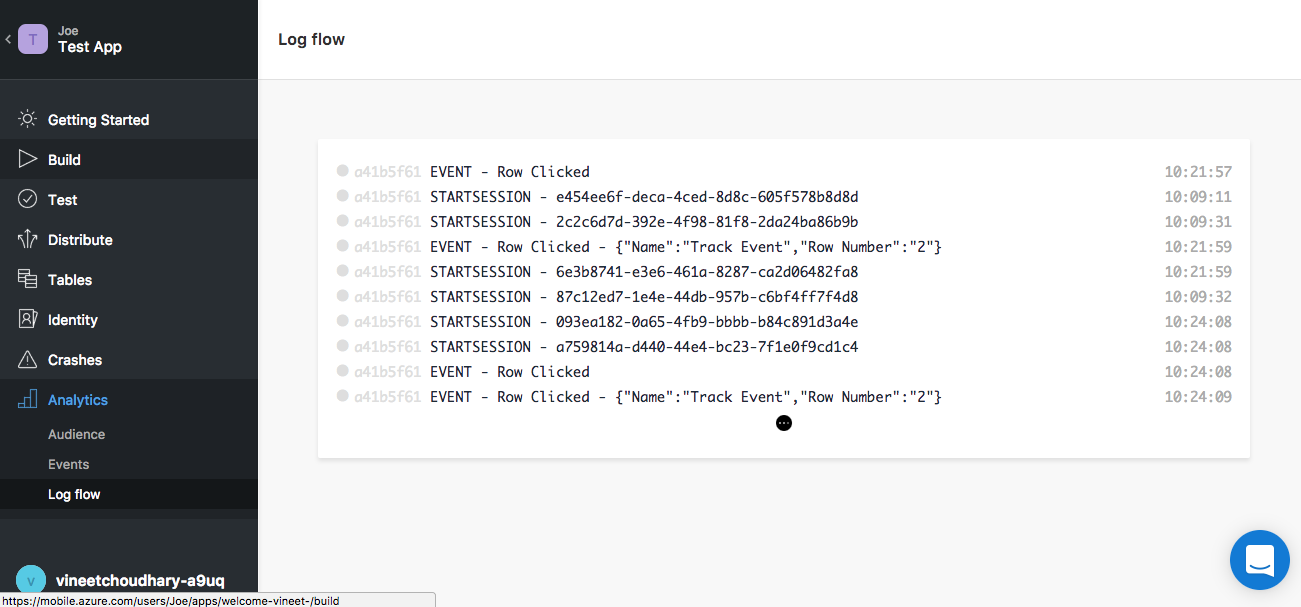 Joe
T
Test App
Log flow
Getting Started
Build
Test
Distribute
Tables
Identity
Crashes
Analytics
Audience
Events
Log flow
a41b5f61 EVENT - Row Clicked 10:21:57
a41b5f61 STARTSESSION - e454ee6f-deca-4ced-8d8c-605f578b8d8d 10:09:11
a41b5f61 STARTSESSION - 2c2c6d7d-392e-4f98-81f8-2da24ba86b9b 10:09:31
a41b5f61 EVENT - Row Clicked - {"Name":"Track Event","Row Number":"2"} 10:21:59
a41b5f61 STARTSESSION - 6e3b8741-e3e6-461a-8287-ca2d06482fa8 10:21:59
a41b5f61 STARTSESSION - 87c12ed7-1e4e-44db-957b-c6bf4ff7f4d8 10:09:32
a41b5f61 STARTSESSION - 093ea182-0a65-4fb9-bbbb-b84c891d3a4e 10:24:08
a41b5f61 STARTSESSION - a759814a-d440-44e4-bc23-7f1e0f9cd1c4 10:24:08
a41b5f61 EVENT - Row Clicked 10:24:08
a41b5f61 EVENT - Row Clicked - {"Name":"Track Event","Row Number":"2"} 10:24:09
v
vineetchoudhary-a9uq
https://mobile.azure.com/users/Joe/apps/welcome-vineet-/build